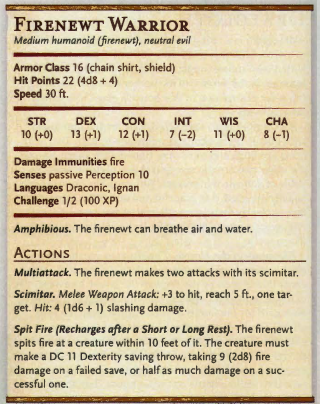 FIRENEWT WARRIOR
Medium humanoid (firenewt), neutral evil
Armor Class 16 (chain shirt, shield)
Hit Points 22 (4d8 + 4)
Speed 30 ft.
STR DEX CON INT WIS CHA
10 (+0) 13 (+1) 12 (+1) 7 (−2) 11 (+0) 8 (−1)
Damage Immunities fire
Senses passive Perception 10
Languages Draconic, Ignan
Challenge 1/2 (100 XP)
Amphibious. The firenewt can breathe air and water.
ACTIONS
Multiattack. The firenewt makes two attacks with its scimitar.
Scimitar. Melee Weapon Attack: +3 to hit, reach 5 ft., one tar-
get. Hit: 4 (1d6 + 1) slashing damage.
Spit Fire (Recharges after a Short or Long Rest). The firenewt
spits fire at a creature within 10 feet of it. The creature must
make a DC 11 Dexterity saving throw, taking 9 (2d8) fire
damage on a failed save, or half as much damage on a suc-
cessful one.